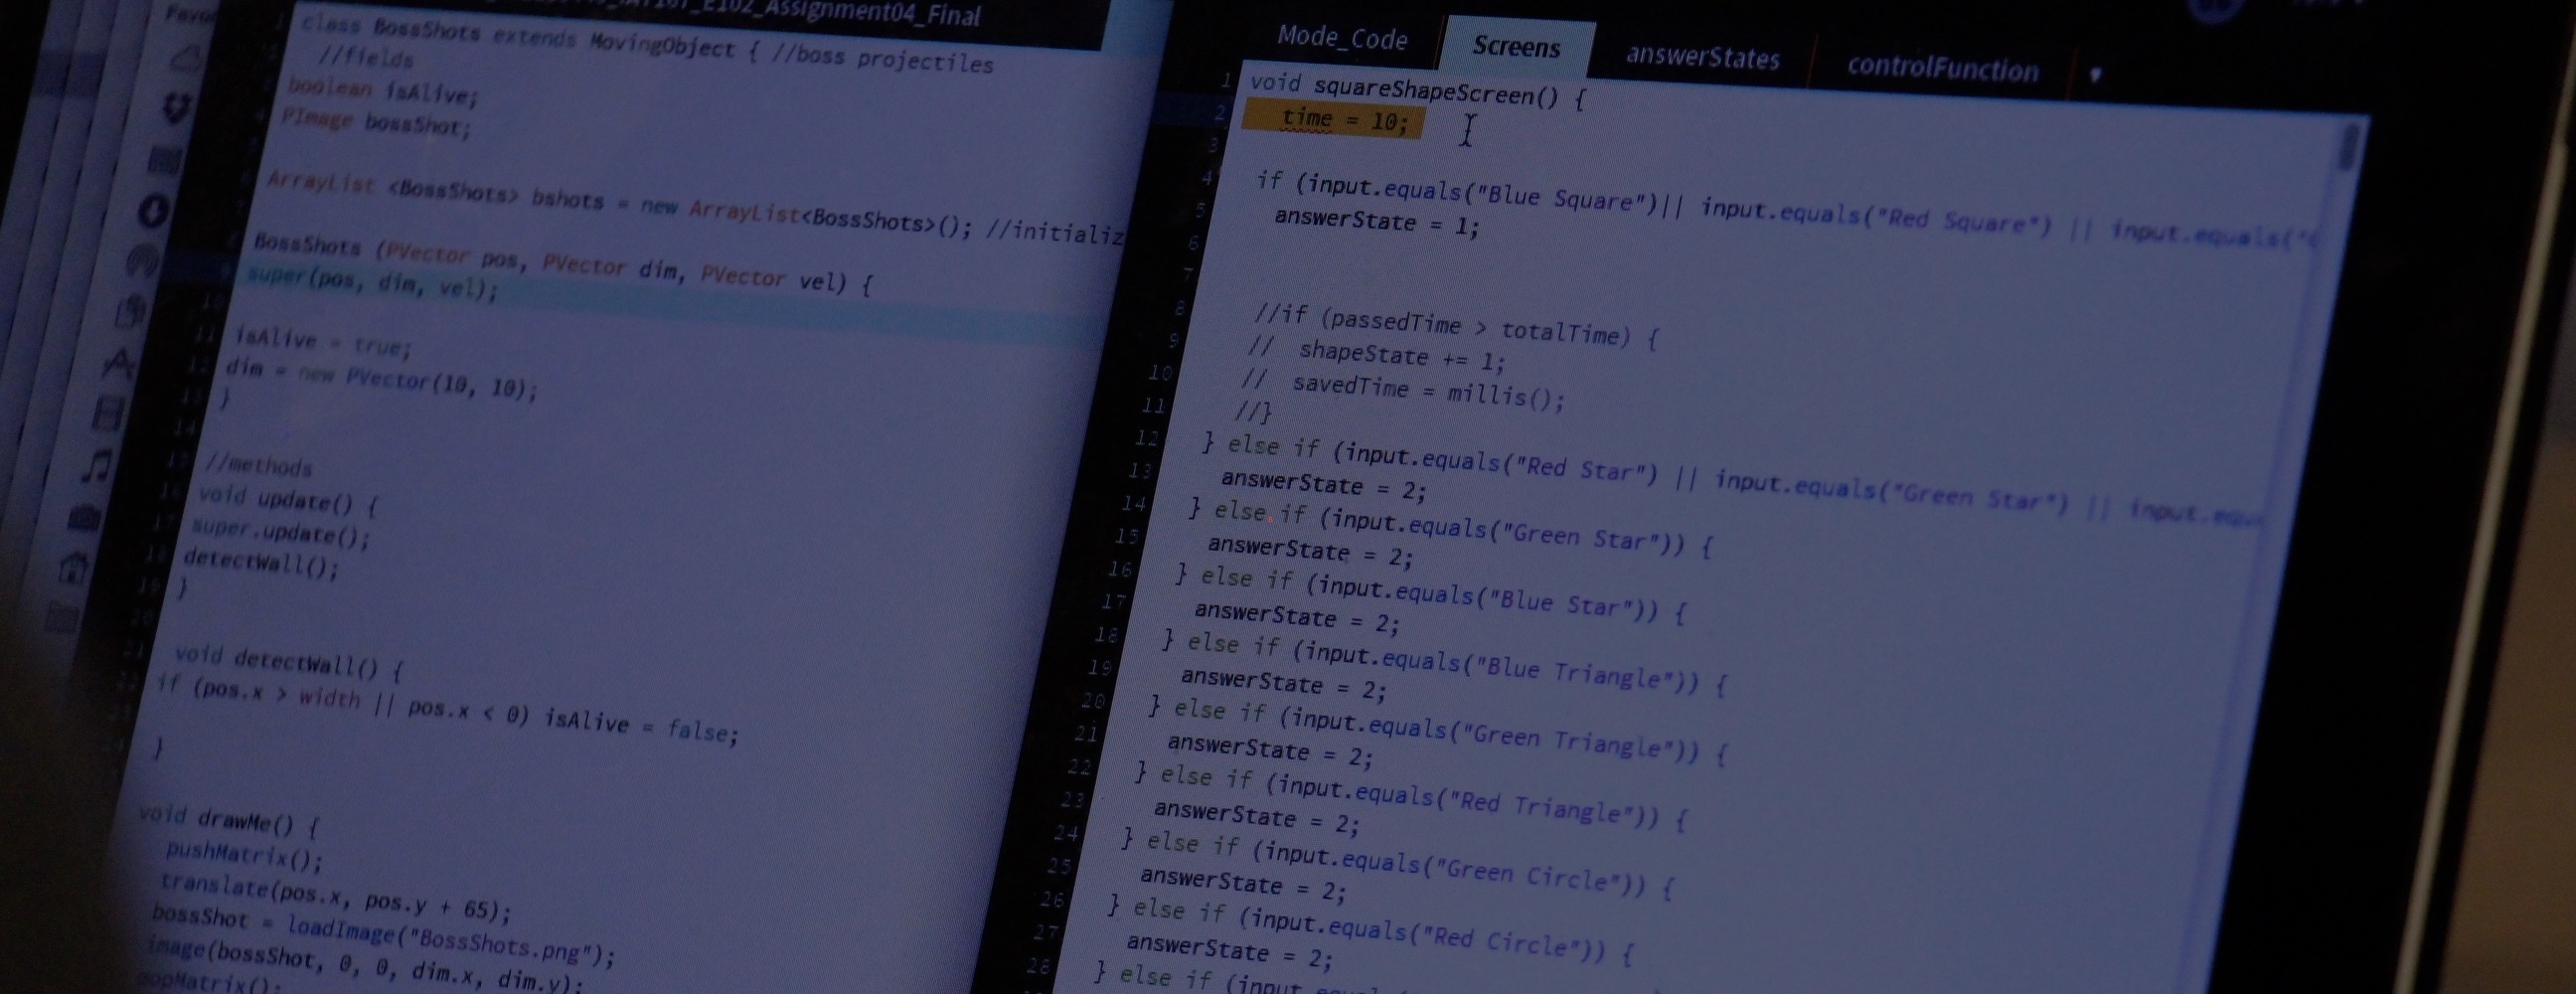 Assignment04_Final
class BossShots extends MovingObject { //boss projectiles
//fields
boolean isAlive;
PImage bossShot;
ArrayList <BossShots> bshots = new ArrayList<BossShots>(); //initializ
BossShots (PVector pos, PVector dim, PVector vel) {
super(pos, dim, vel);
isAlive = true;
dim = new PVector(10, 10);
}
//methods
void update() {
super.update();
detectWall();
}
void detectWall() {
if (pos.x > width || pos.x < 0) isAlive = false;
}
void drawMe() {
pushMatrix();
translate(pos.x, pos.y + 65);
bossShot = loadImage("BossShots.png");
image(bossShot, 0, 0, dim.x, dim.y);
popMatrix();
Mode_Code Screens answerStates controlFunction
1 void squareShapeScreen() {
2 time = 10;
3
4 if (input.equals("Blue Square")|| input.equals("Red Square") || input.equals("
5 answerState = 1;
6
7
8 //if (passedTime > totalTime) {
9 // shapeState += 1;
10 // savedTime = millis();
11 //}
12 } else if (input.equals("Red Star") || input.equals("Green Star") || input.equ
13 answerState = 2;
14 } else if (input.equals("Green Star")) {
15 answerState = 2;
16 } else if (input.equals("Blue Star")) {
17 answerState = 2;
18 } else if (input.equals("Blue Triangle")) {
19 answerState = 2;
20 } else if (input.equals("Green Triangle")) {
21 answerState = 2;
22 } else if (input.equals("Red Triangle")) {
23 answerState = 2;
24 } else if (input.equals("Green Circle")) {
25 answerState = 2;
26 } else if (input.equals("Red Circle")) {
27 answerState = 2;
28 } else if (input.equals(